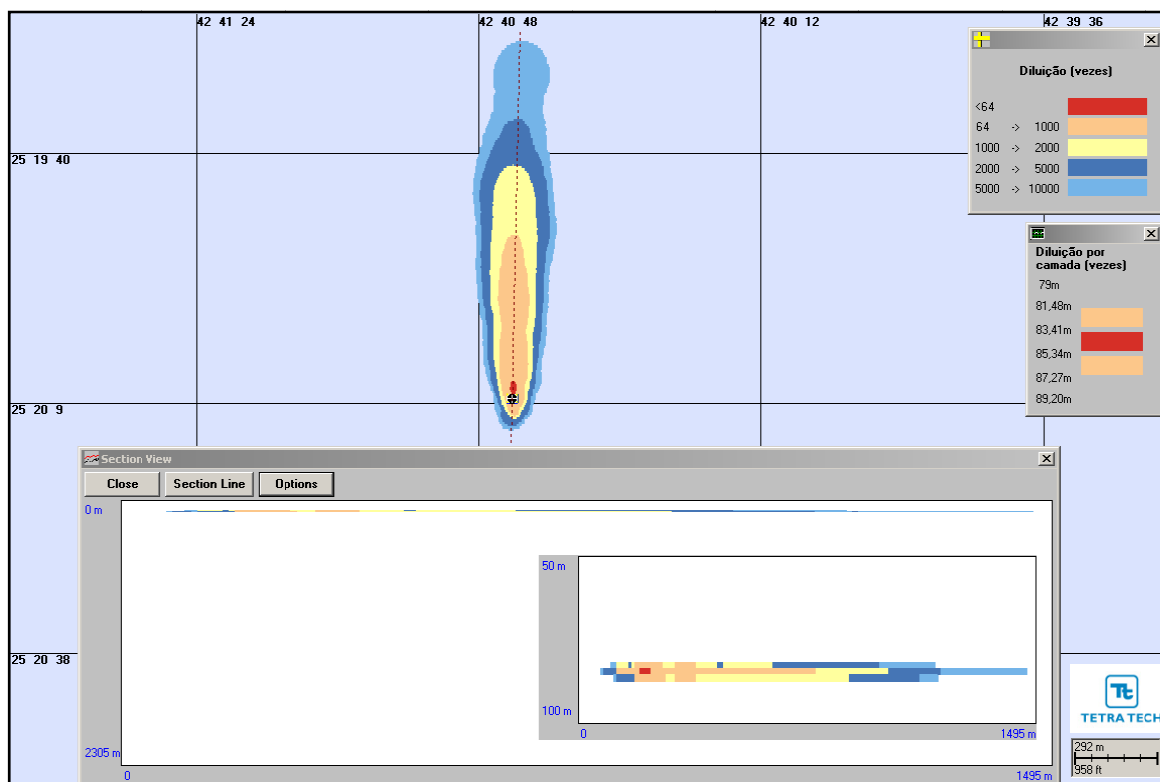 42 41 24
42 40 48
42 40 12
42 39 36
25 19 40
25 20 9
25 20 38
Diluição (vezes)
<64
64 -> 1000
1000 -> 2000
2000 -> 5000
5000 -> 10000
Diluição por
camada (vezes)
79m
81,48m
83,41m
85,34m
87,27m
89,20m
Section View
Close
Section Line
Options
0 m
2305 m
0
1495 m
50 m
100 m
0
1495 m
Tt
TETRA TECH
292 m
958 ft